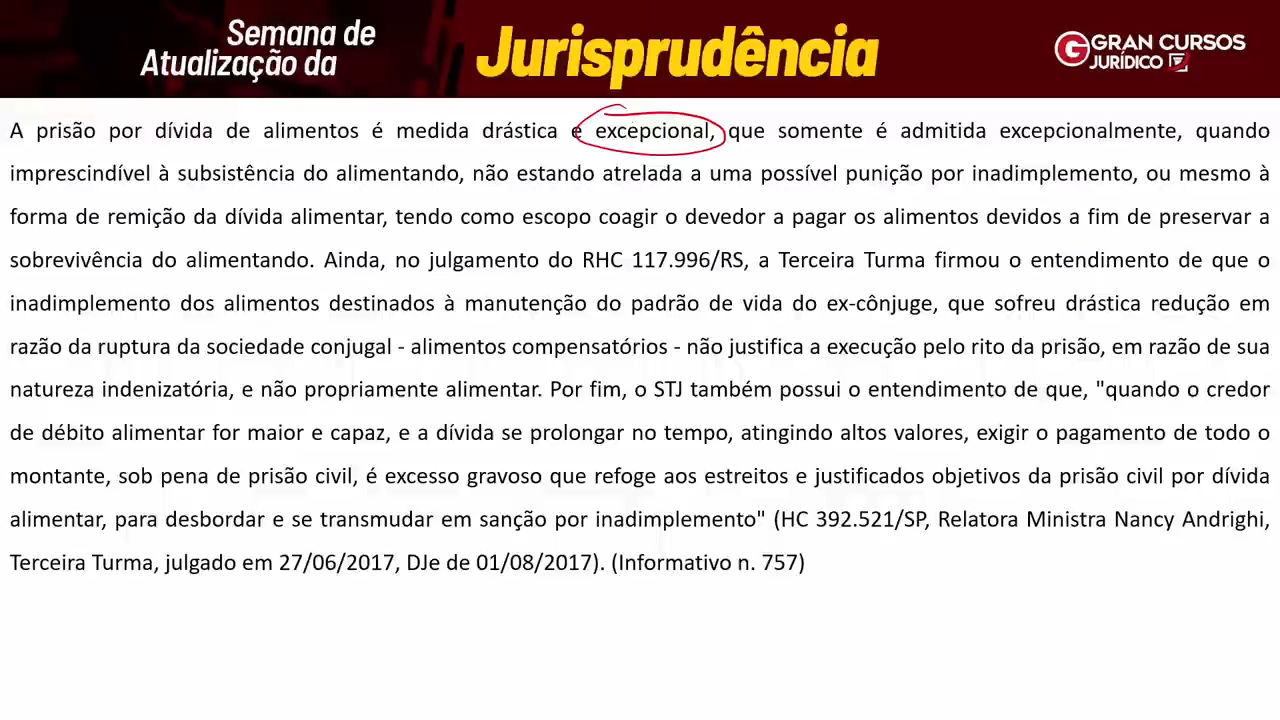 Semana de
Atualização da
Jurisprudência
GRAN CURSOS
JURÍDICO
A prisão por dívida de alimentos é medida drástica e excepcional, que somente é admitida excepcionalmente, quando
imprescindível à subsistência do alimentando, não estando atrelada a uma possível punição por inadimplemento, ou mesmo à
forma de remição da dívida alimentar, tendo como escopo coagir o devedor a pagar os alimentos devidos a fim de preservar a
sobrevivência do alimentando. Ainda, no julgamento do RHC 117.996/RS, a Terceira Turma firmou o entendimento de que o
inadimplemento dos alimentos destinados à manutenção do padrão de vida do ex-cônjuge, que sofreu drástica redução em
razão da ruptura da sociedade conjugal - alimentos compensatórios - não justifica a execução pelo rito da prisão, em razão de sua
natureza indenizatória, e não propriamente alimentar. Por fim, o STJ também possui o entendimento de que, "quando o credor
de débito alimentar for maior e capaz, e a dívida se prolongar no tempo, atingindo altos valores, exigir o pagamento de todo o
montante, sob pena de prisão civil, é excesso gravoso que refoge aos estreitos e justificados objetivos da prisão civil por dívida
alimentar, para desbordar e se transmudar em sanção por inadimplemento" (HC 392.521/SP, Relatora Ministra Nancy Andrighi,
Terceira Turma, julgado em 27/06/2017, DJe de 01/08/2017). (Informativo n. 757)